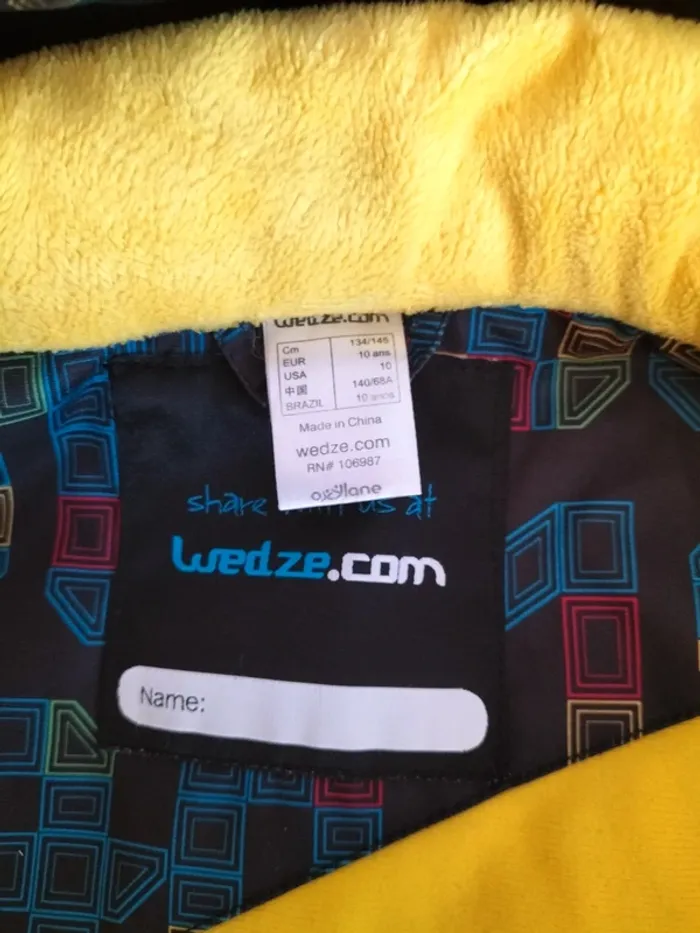 wedze.com
Cm 134/145
EUR 10 ans
USA 10
中国 140/68A
BRAZIL 10 anos
Made in China
wedze.com
RN# 106987
oxylane
share with us at
wedze.com
Name: